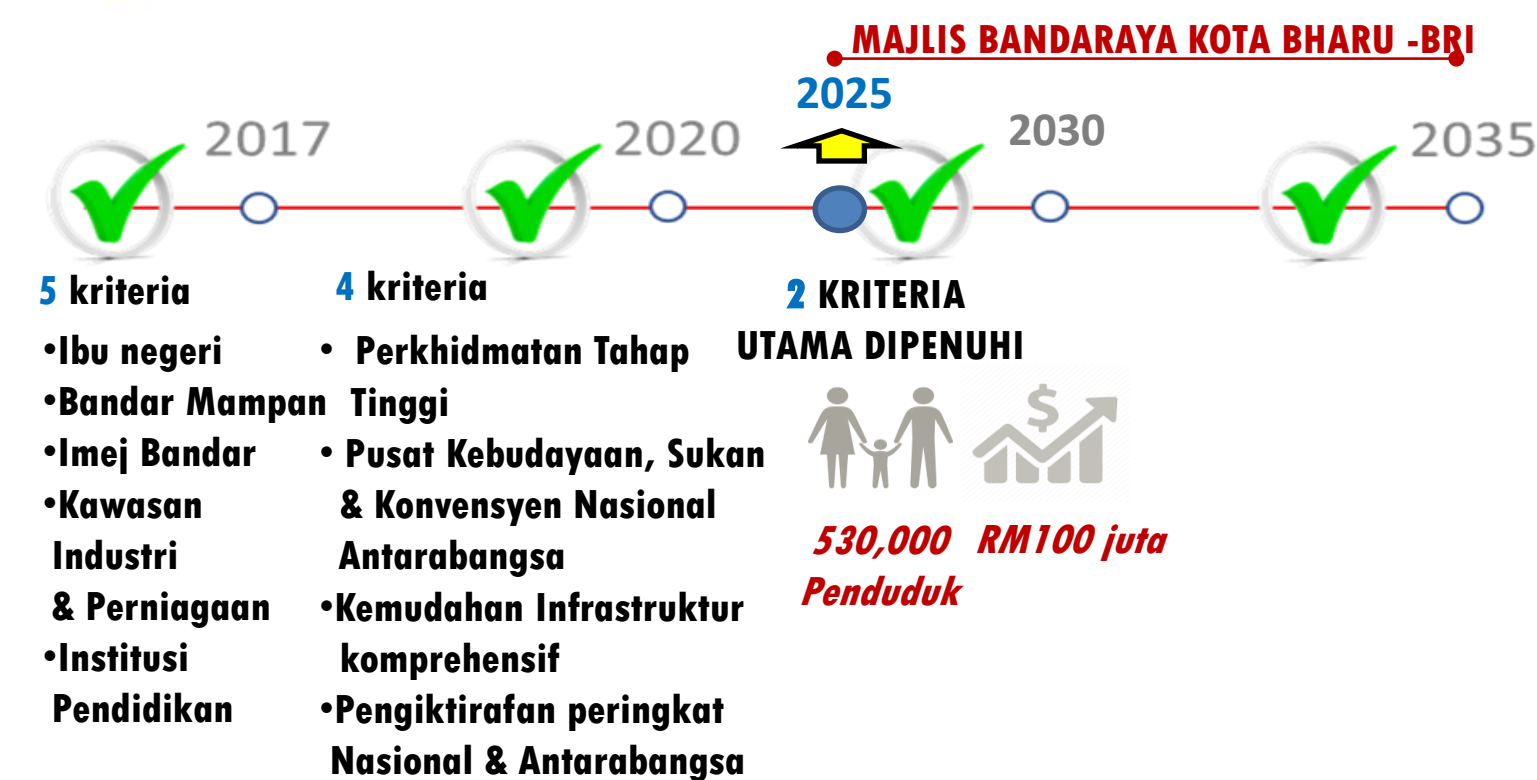 MAJLIS BANDARAYA KOTA BHARU -BRI
2017
2020
2025
2030
2035
5 kriteria
•Ibu negeri
•Bandar Mampan
•Imej Bandar
•Kawasan
Industri
& Perniagaan
•Institusi
Pendidikan
4 kriteria
• Perkhidmatan Tahap
Tinggi
• Pusat Kebudayaan, Sukan
& Konvensyen Nasional
Antarabangsa
•Kemudahan Infrastruktur
komprehensif
•Pengiktirafan peringkat
Nasional & Antarabangsa
2 KRITERIA
UTAMA DIPENUHI
$
530,000
Penduduk
RM100 juta